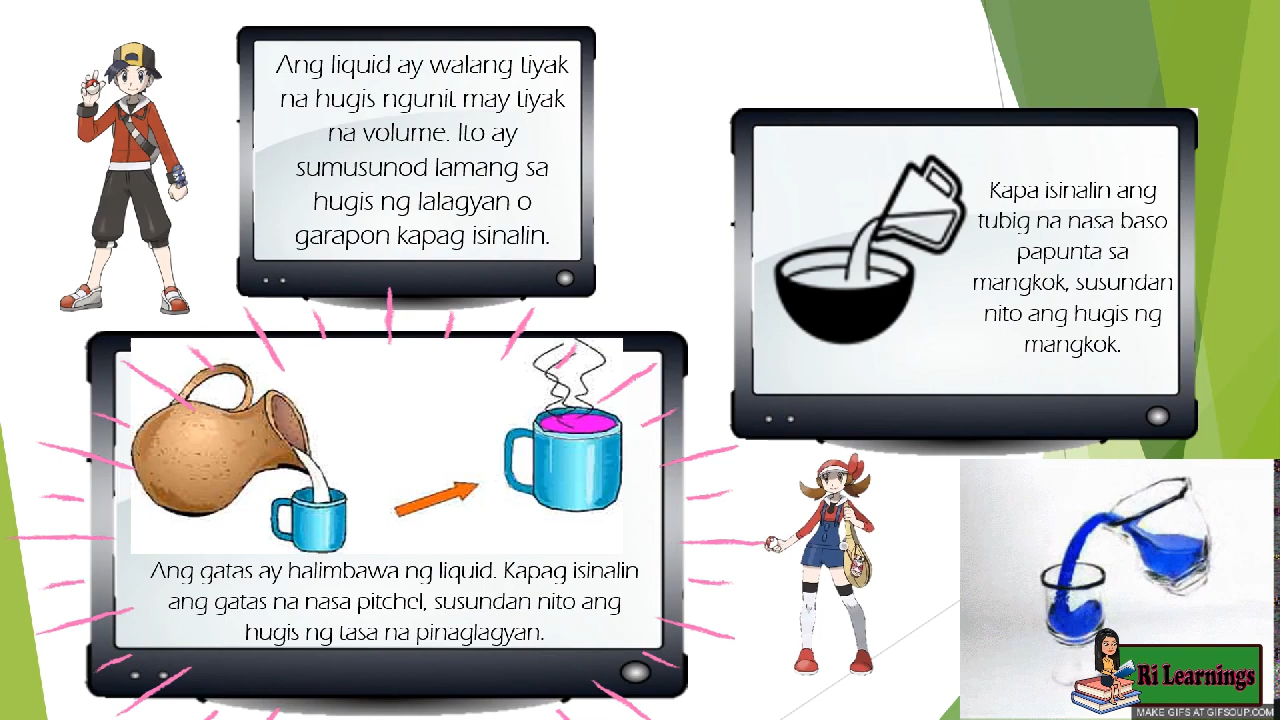 Ang liquid ay walang tiyak
na hugis ngunit may tiyak
na volume. Ito ay
sumusunod lamang sa
hugis ng lalagyan o
garapon kapag isinalin.
Kapa isinalin ang
tubig na nasa baso
papunta sa
mangkok, susundan
nito ang hugis ng
mangkok.
Ang gatas ay halimbawa ng liquid. Kapag isinalin
ang gatas na nasa pitchel, susundan nito ang
hugis ng tasa na pinaglagyan.
Ri Learnings
MAKE GIFS AT GIFSOUP.COM